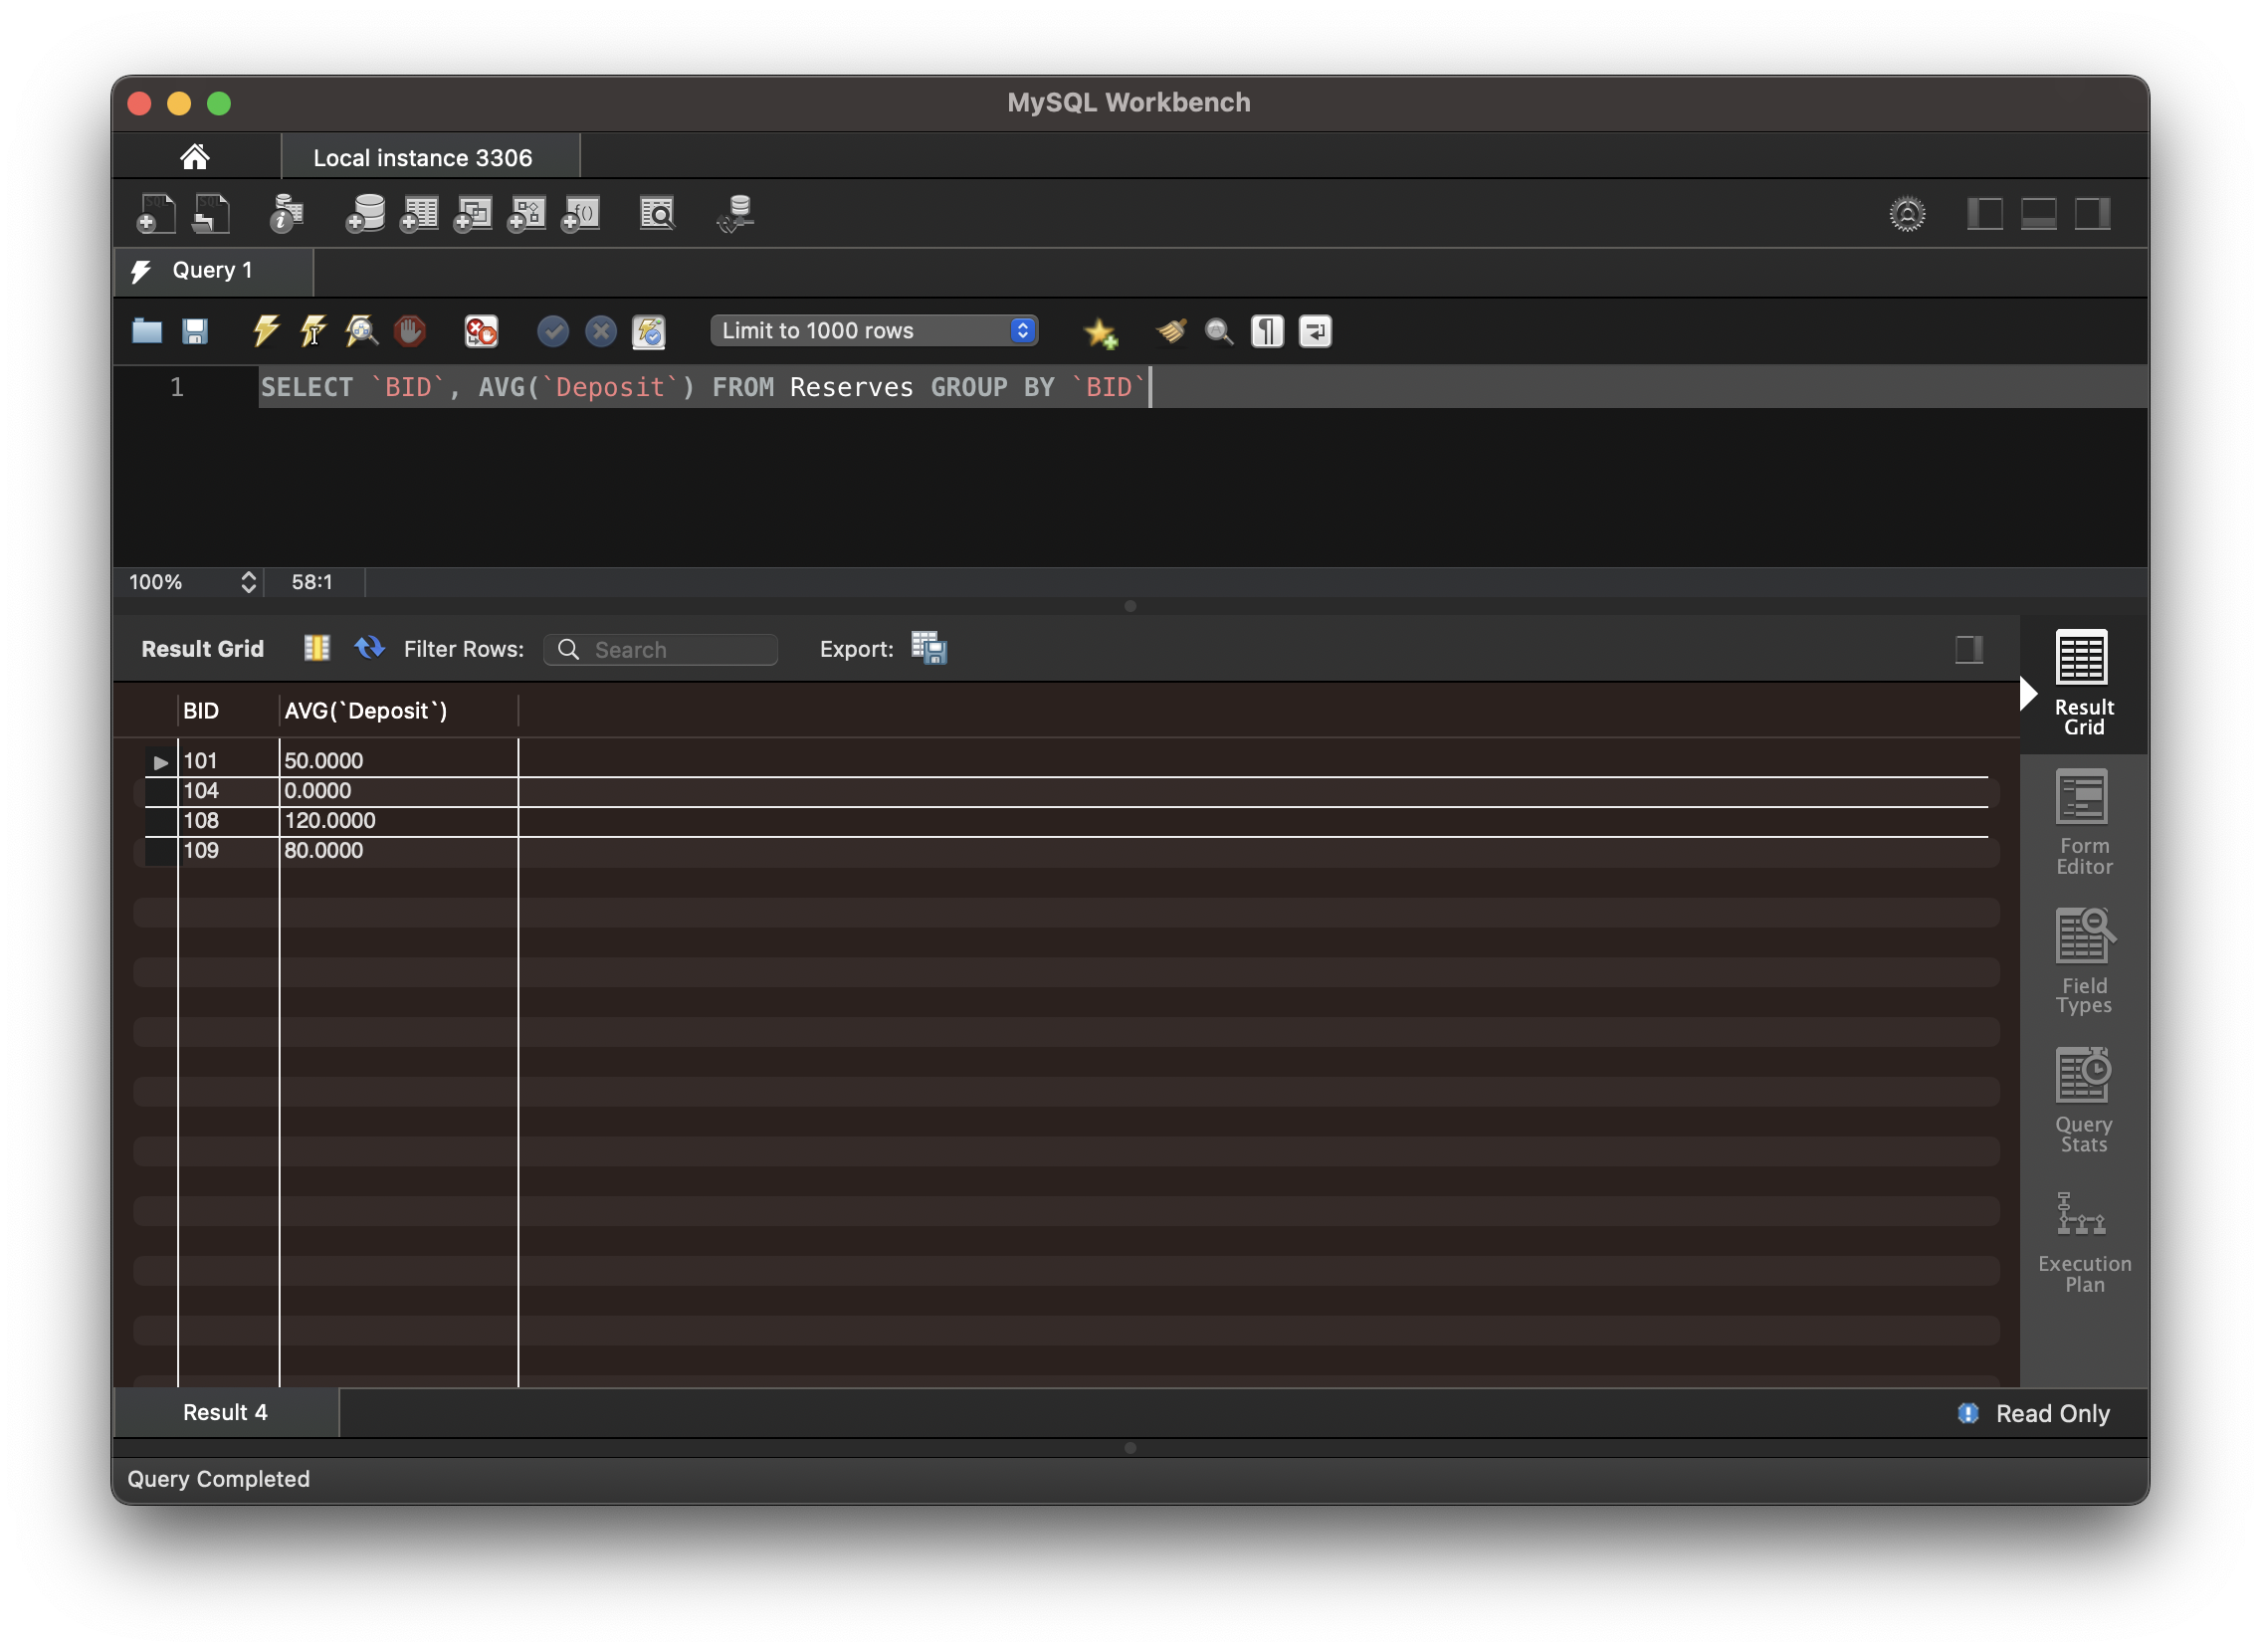 MySQL Workbench
Local instance 3306
Query 1
Limit to 1000 rows
1 SELECT `BID`, AVG(`Deposit`) FROM Reserves GROUP BY `BID`
100% 58:1
Result Grid Filter Rows: Search Export:
BID AVG(`Deposit`)
101 50.0000
104 0.0000
108 120.0000
109 80.0000
Result
Grid
Form
Editor
Field
Types
Query
Stats
Execution
Plan
Result 4 Read Only
Query Completed